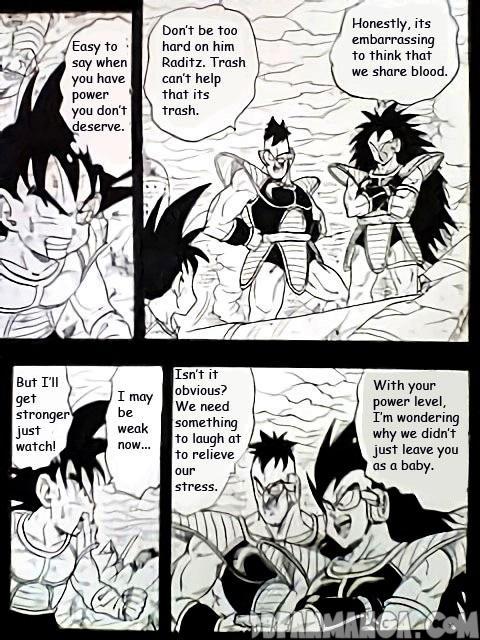 Honestly, its
embarrassing
to think that
we share blood.
Don't be too
hard on him
Raditz. Trash
can't help
that its
trash.
Easy to
say when
you have
power
you don't
deserve.
With your
power level,
I'm wondering
why we didn't
just leave you
as a baby.
Isn't it
obvious?
We need
something
to laugh at
to relieve
our
stress.
I may
be
weak
now...
But I'll
get
stronger
just
watch!